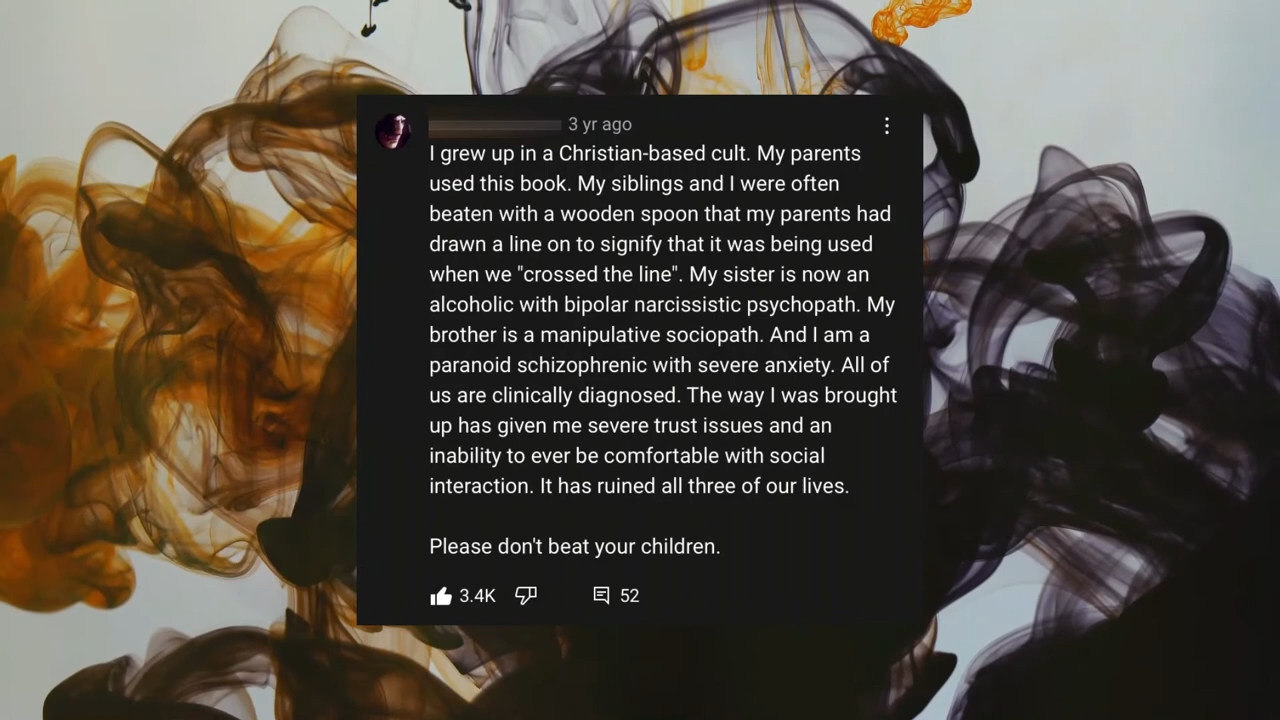 3 yr ago
I grew up in a Christian-based cult. My parents
used this book. My siblings and I were often
beaten with a wooden spoon that my parents had
drawn a line on to signify that it was being used
when we "crossed the line". My sister is now an
alcoholic with bipolar narcissistic psychopath. My
brother is a manipulative sociopath. And I am a
paranoid schizophrenic with severe anxiety. All of
us are clinically diagnosed. The way I was brought
up has given me severe trust issues and an
inability to ever be comfortable with social
interaction. It has ruined all three of our lives.
Please don't beat your children.
3.4K 52